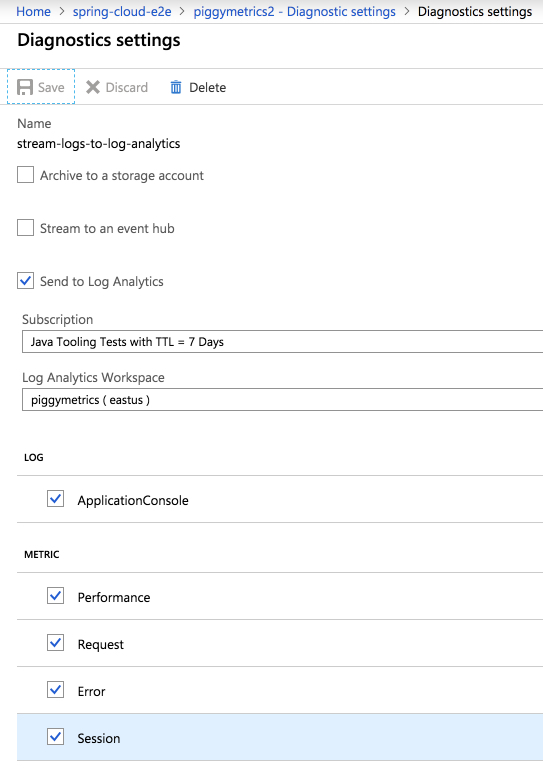 Home > spring-cloud-e2e > piggymetrics2 - Diagnostic settings > Diagnostics settings
Diagnostics settings
Save Discard Delete
Name
stream-logs-to-log-analytics
Archive to a storage account
Stream to an event hub
Send to Log Analytics
Subscription
Java Tooling Tests with TTL = 7 Days
Log Analytics Workspace
piggymetrics ( eastus )
LOG
ApplicationConsole
METRIC
Performance
Request
Error
Session